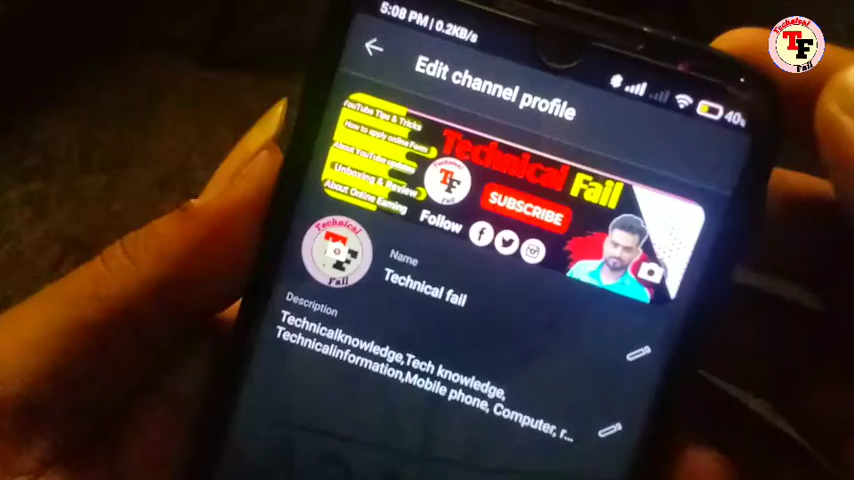 5:08 PM | 0.2KB/s
40%
Edit channel profile
YouTube Tips & Tricks
How to apply online Form
About YouTube updates
Unboxing & Review
About Online Earning
Technical Fail
Technical
TF
Fail
SUBSCRIBE
Follow
Technical
TF
Fail
Name
Technical fail
Description
Technicalknowledge,Tech knowledge,
Technicalinformation,Mobile phone, Computer, r...
Technical
TF
Fail